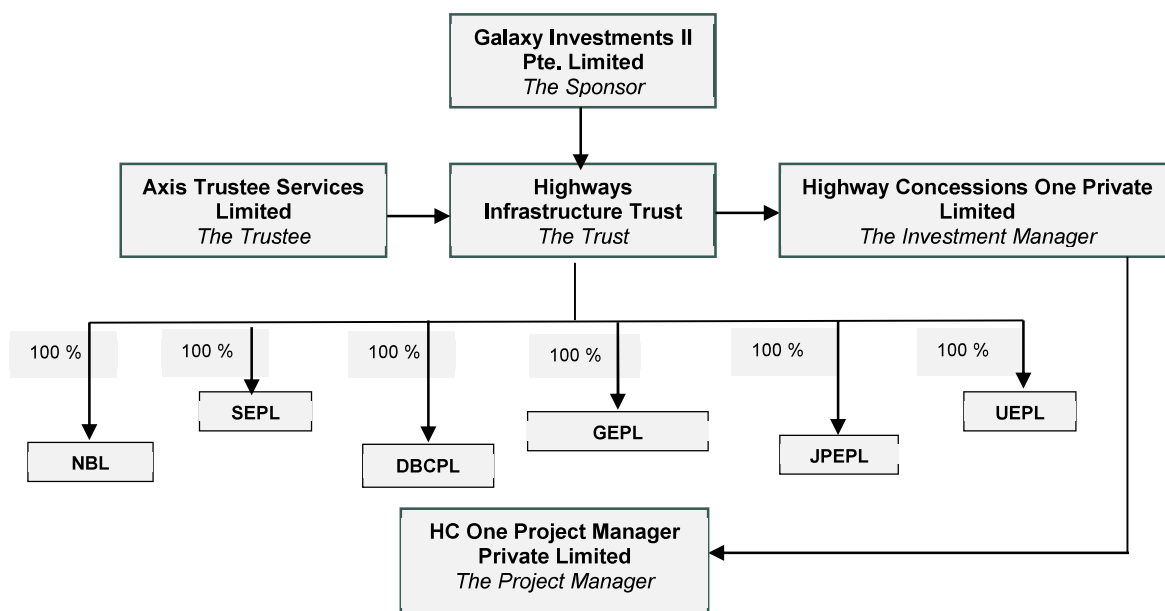 Galaxy Investments II
Pte. Limited
The Sponsor
Axis Trustee Services
Limited
The Trustee
Highways
Infrastructure Trust
The Trust
Highway Concessions One Private
Limited
The Investment Manager
100 %
100 %
100 %
100 %
100 %
100 %
SEPL
UEPL
GEPL
NBL
DBCPL
JPEPL
HC One Project Manager
Private Limited
The Project Manager